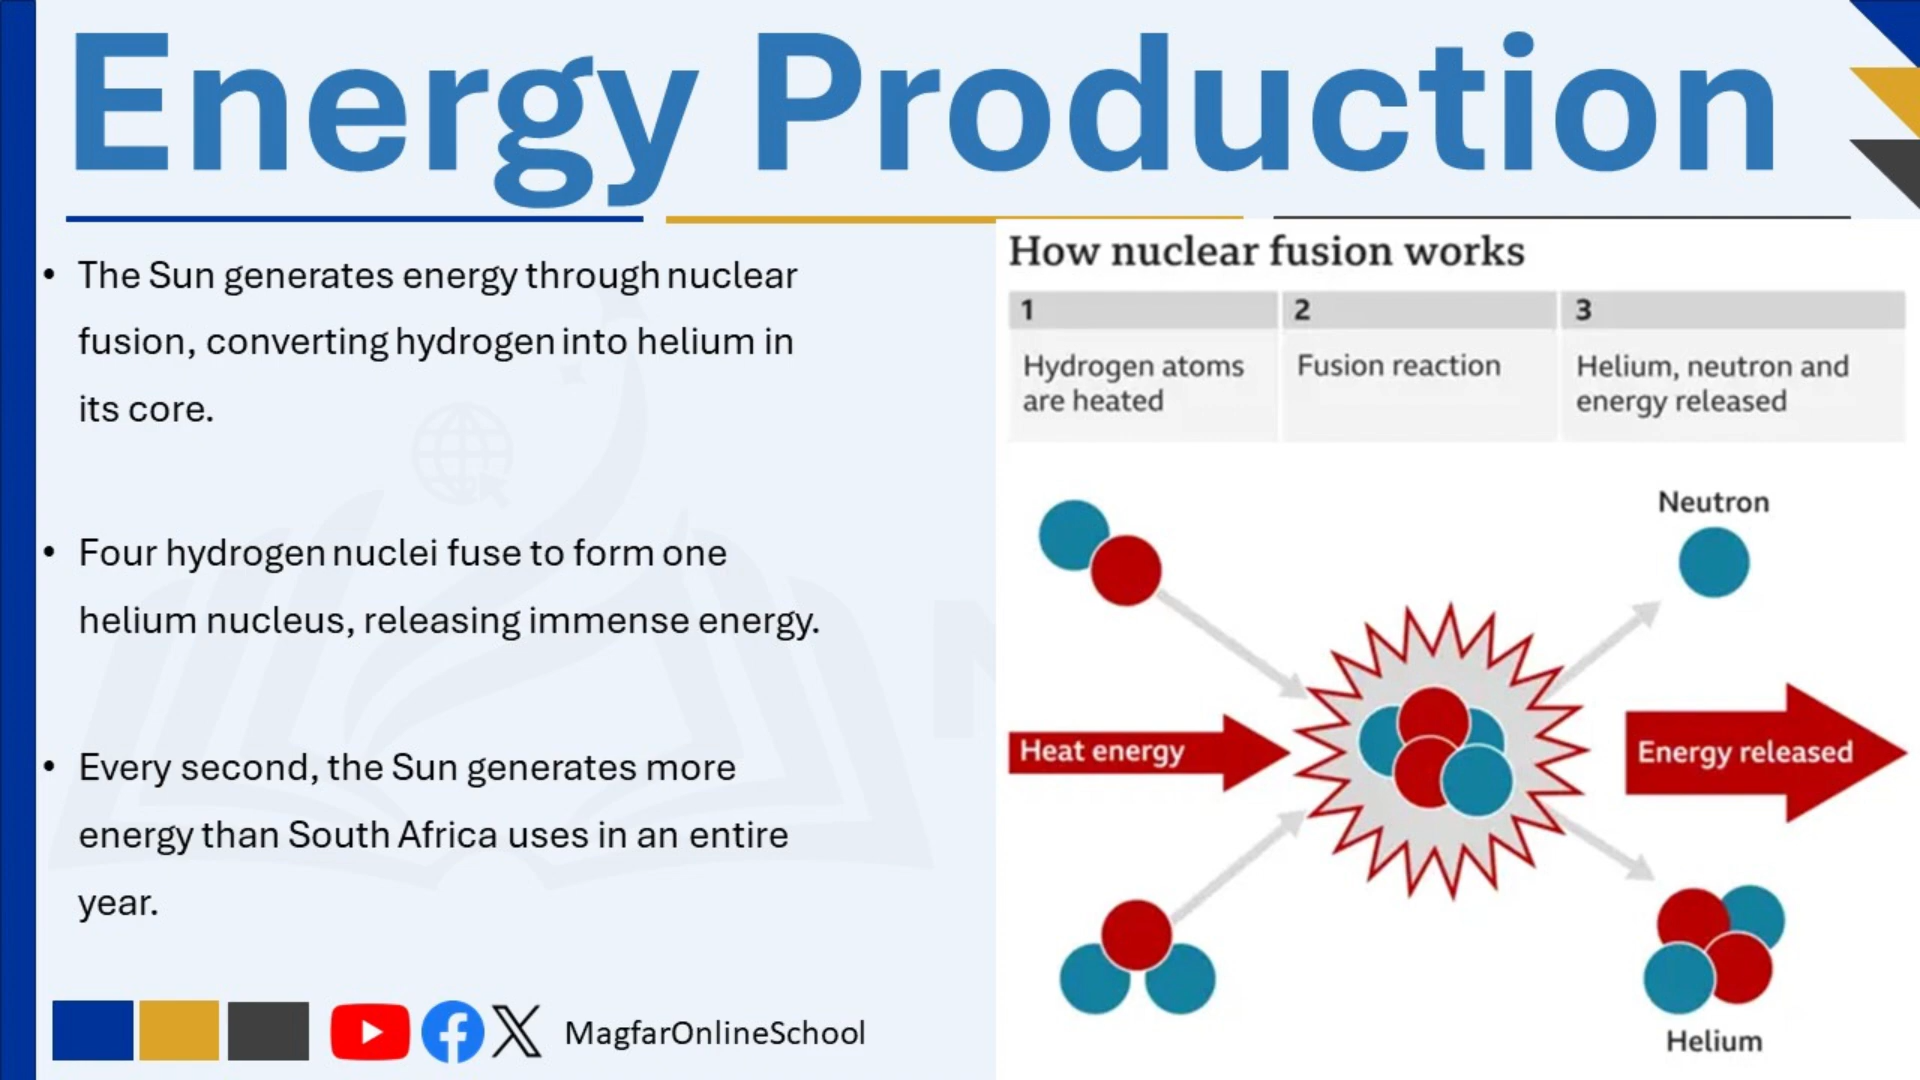 Energy Production
• The Sun generates energy through nuclear
fusion, converting hydrogen into helium in
its core.
• Four hydrogen nuclei fuse to form one
helium nucleus, releasing immense energy.
• Every second, the Sun generates more
energy than South Africa uses in an entire
year.
How nuclear fusion works
1
Hydrogen atoms
are heated
2
Fusion reaction
3
Helium, neutron and
energy released
Neutron
Heat energy
Energy released
Helium
MagfarOnlineSchool